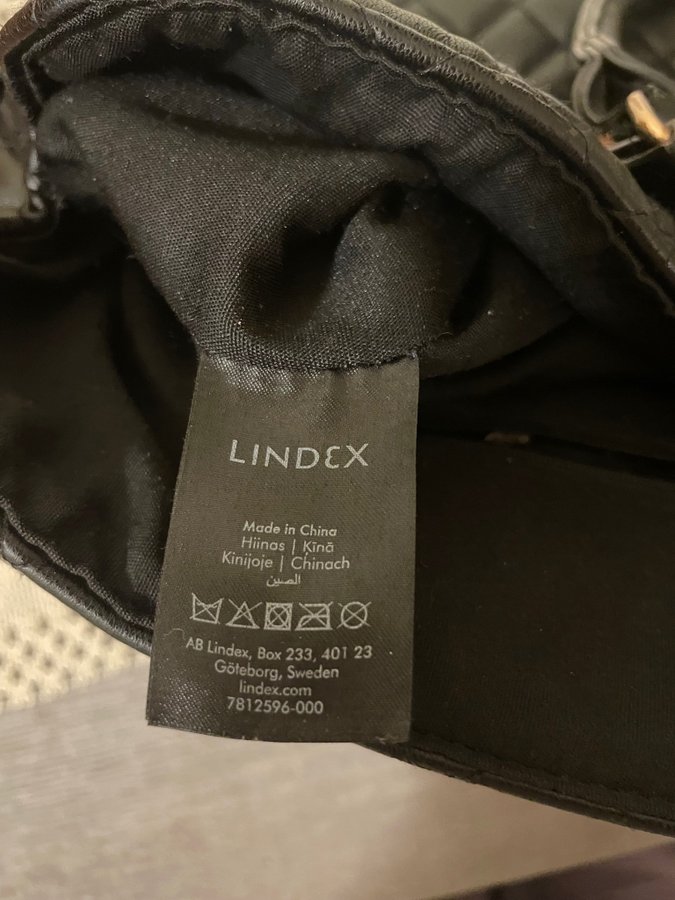 LINDEX
Made in China
Hiinas | Ķīnā
Kinijoje | Chinach
الصين
AB Lindex, Box 233, 401 23
Göteborg, Sweden
lindex.com
7812596-000